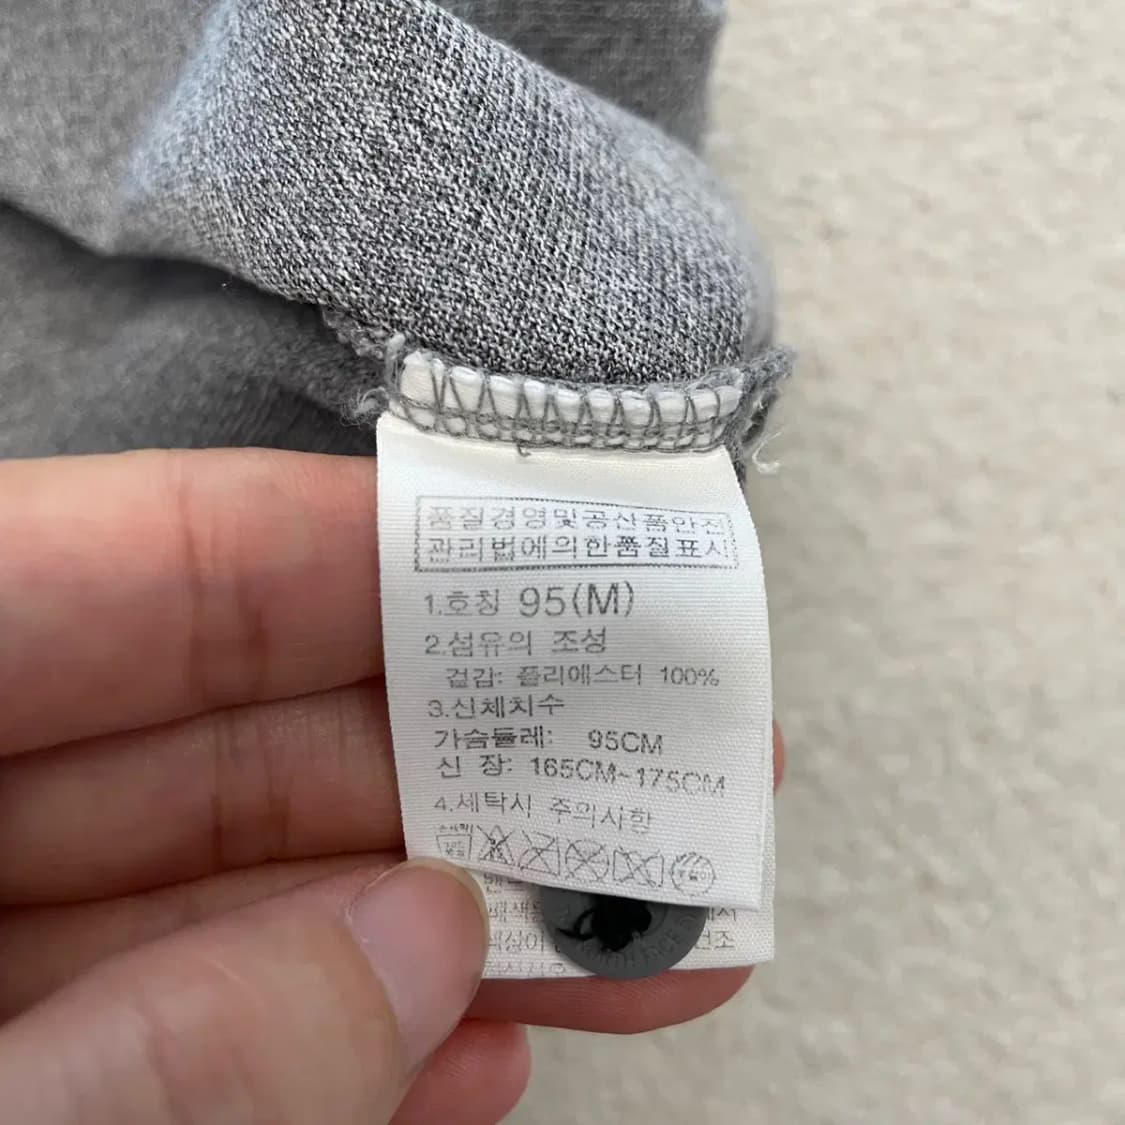 품질경영및공산품안전
관리법에의한품질표시
1.호칭 95(M)
2.섬유의 조성
겉감: 폴리에스터 100%
3.신체치수
가슴둘레: 95CM
신 장: 165CM~175CM
4.세탁시 주의사항